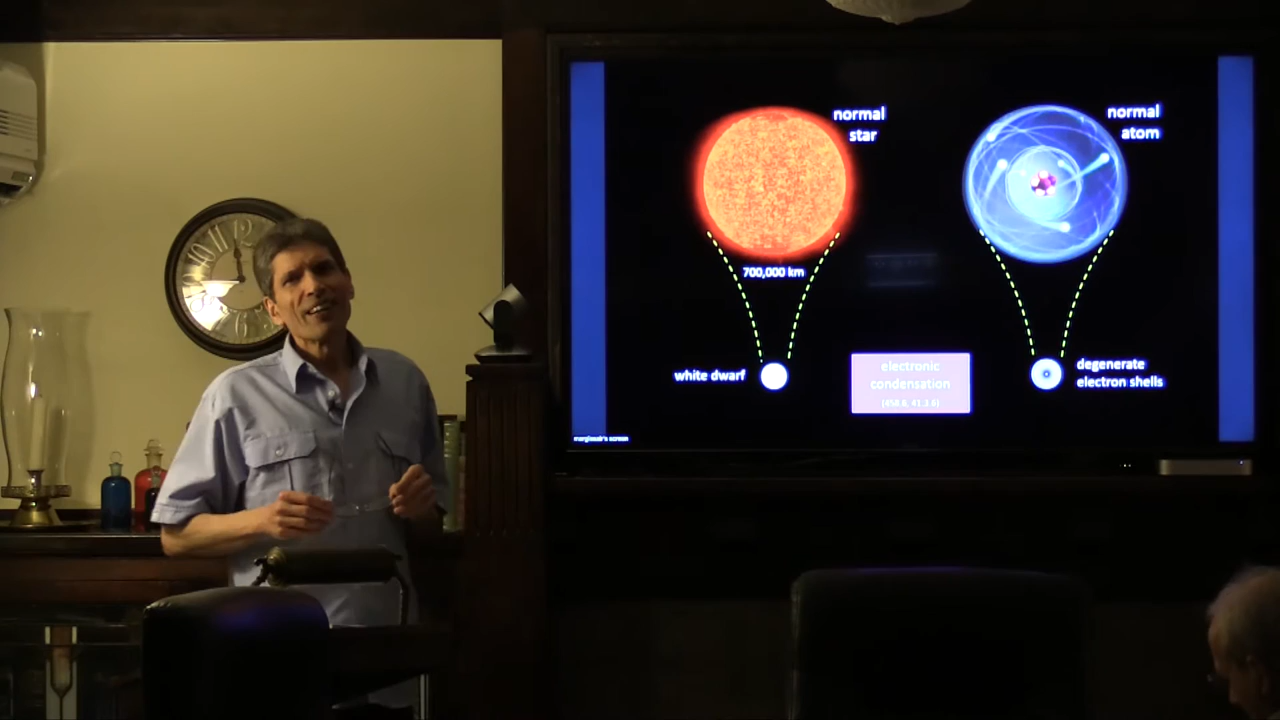 normal
star
normal
atom
700,000 km
white dwarf
electronic
condensation
degenerate
electron shells